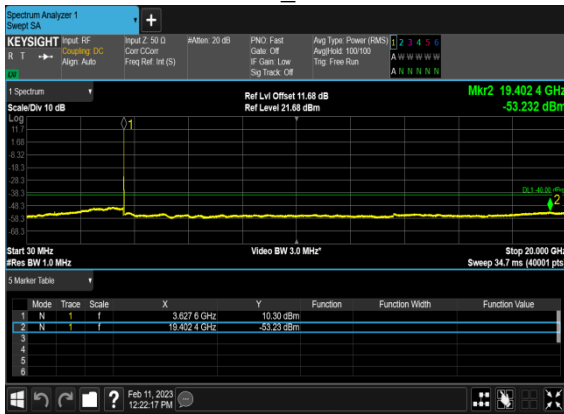 Spectrum Analyzer 1
Swept SA
+
KEYSIGHT
R T
Input: RF
Coupling: DC
Align: Auto
Input Z: 50 Ω
Corr CCorr
Freq Ref: Int (S)
#Atten: 20 dB
PNO: Fast
Gate: Off
IF Gain: Low
Sig Track: Off
Avg Type: Power (RMS)
Avg|Hold: 100/100
Trig: Free Run
1 2 3 4 5 6
A W W W W W
A N N N N N
1 Spectrum
Scale/Div 10 dB
Ref Lvl Offset 11.68 dB
Ref Level 21.68 dBm
Mkr2 19.402 4 GHz
-53.232 dBm
Log
11.7
1.68
-8.32
-18.3
-28.3
-38.3
-48.3
-58.3
-68.3
1
DL1 -40.00 dBm
2
Start 30 MHz
#Res BW 1.0 MHz
Video BW 3.0 MHz*
Stop 20.000 GHz
Sweep 34.7 ms (40001 pts)
5 Marker Table
Mode Trace Scale X Y Function Function Width Function Value
1 N 1 f 3.627 6 GHz 10.30 dBm
2 N 1 f 19.402 4 GHz -53.23 dBm
3
4
5
6
?
Feb 11, 2023
12:22:17 PM